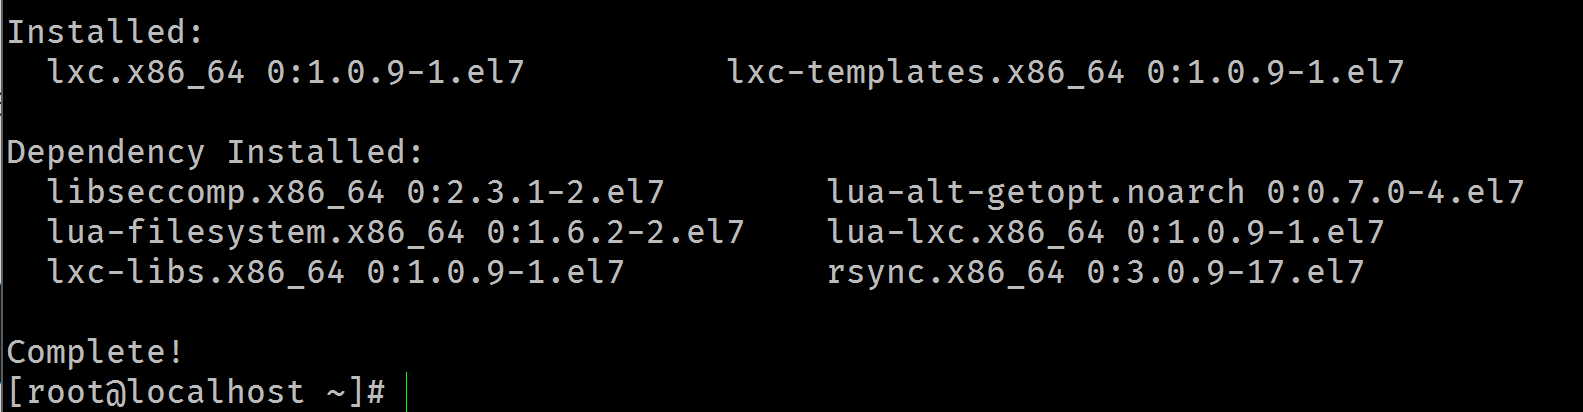 Installed:
  lxc.x86_64 0:1.0.9-1.el7          lxc-templates.x86_64 0:1.0.9-1.el7

Dependency Installed:
  libseccomp.x86_64 0:2.3.1-2.el7        lua-alt-getopt.noarch 0:0.7.0-4.el7
  lua-filesystem.x86_64 0:1.6.2-2.el7    lua-lxc.x86_64 0:1.0.9-1.el7
  lxc-libs.x86_64 0:1.0.9-1.el7          rsync.x86_64 0:3.0.9-17.el7

Complete!
[root@localhost ~]#